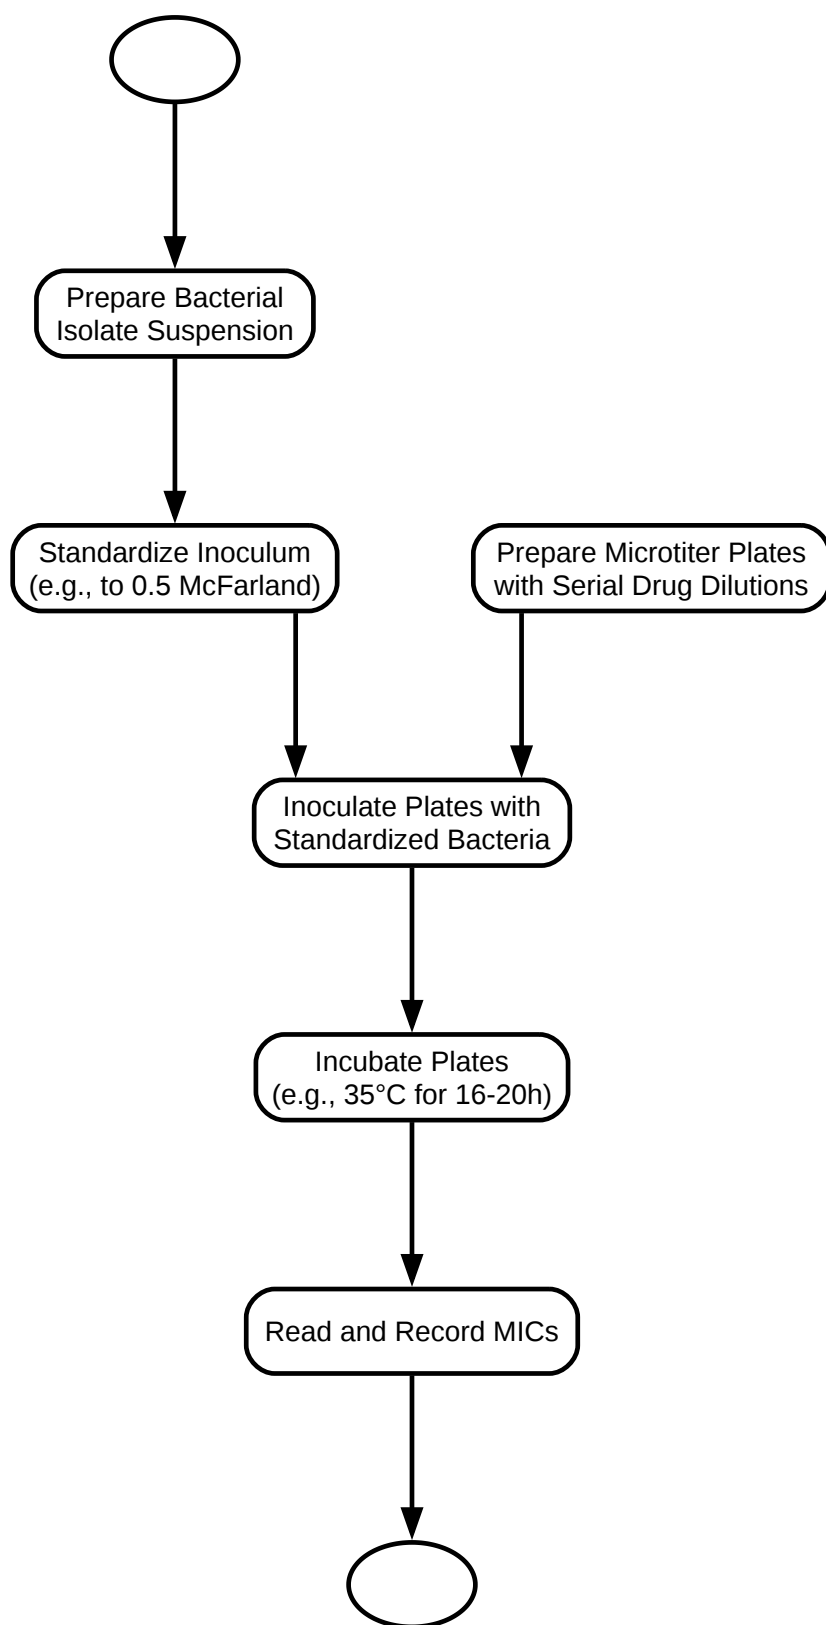 Prepare Bacterial
Isolate Suspension
Standardize Inoculum
(e.g., to 0.5 McFarland)
Prepare Microtiter Plates
with Serial Drug Dilutions
Inoculate Plates with
Standardized Bacteria
Incubate Plates
(e.g., 35°C for 16-20h)
Read and Record MICs